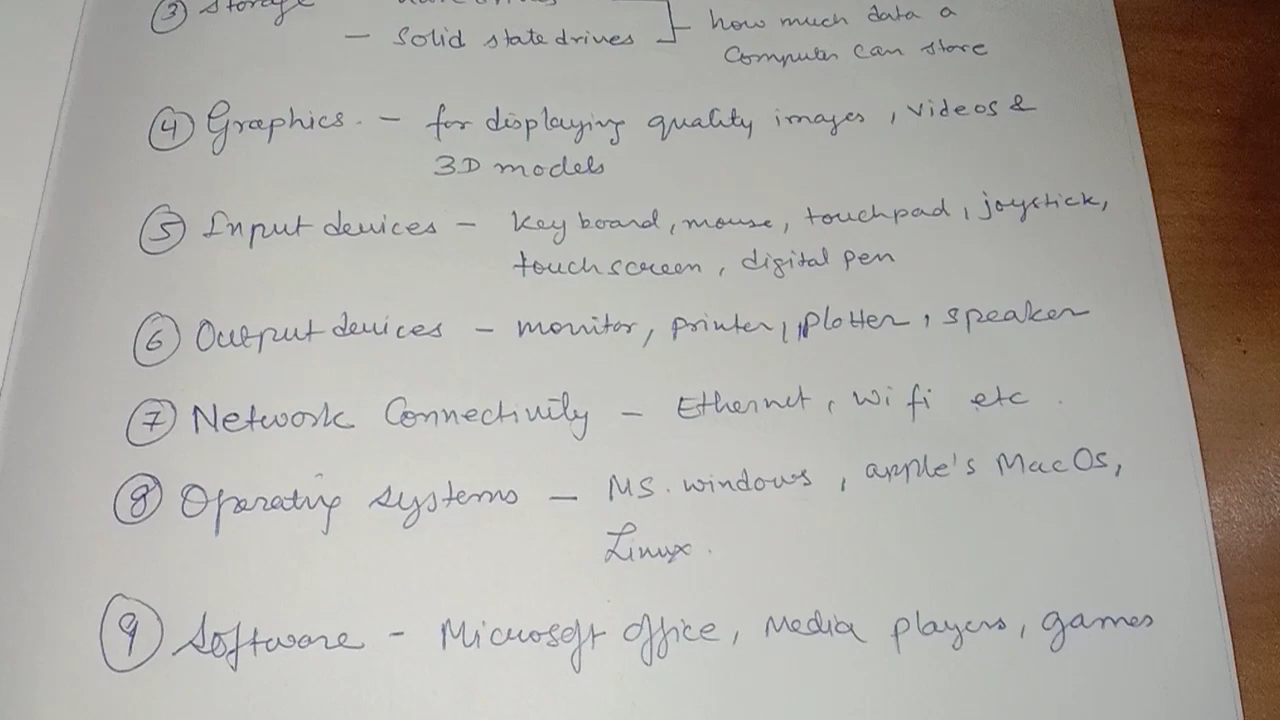 ③ Storage
- Solid state drives
how much data a
Computer can store
④ Graphics. - for displaying quality images, videos &
3D models
⑤ Input devices - Key board, mouse, touchpad, joystick,
touch screen, digital pen
⑥ Output devices - monitor, printer, plotter, speaker
⑦ Network Connectivity - Ethernet, wi fi etc.
⑧ Operating systems - MS. windows, apple's MacOs,
Linux.
⑨ Software - Microsoft office, Media players, games